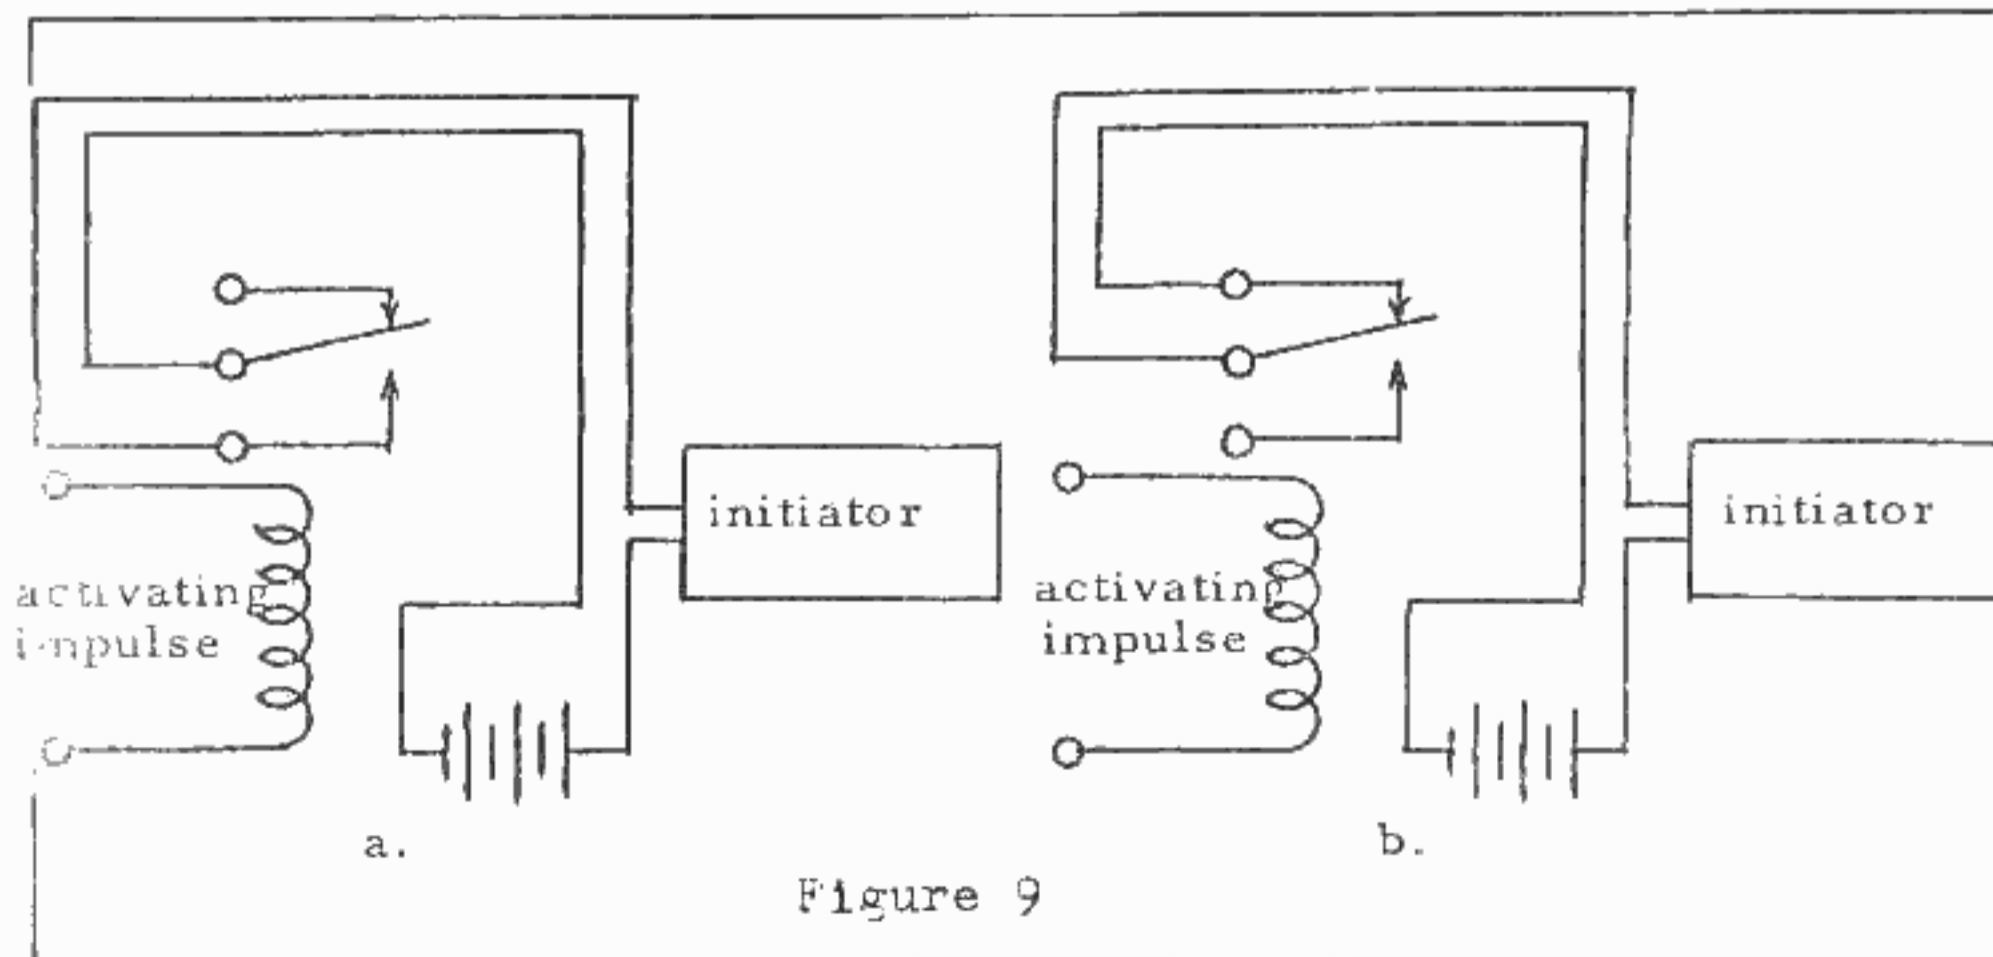 initiator
activating
impulse
a.
initiator
activating
impulse
b.
Figure 9